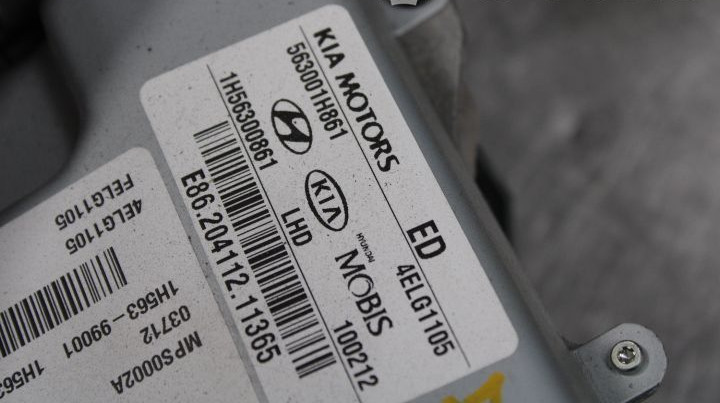 KIA MOTORS ED
563001H861 4ELG1105
KIA HYUNDAI MOBIS
1H56300861 LHD 100212
E86.204112.11365
4ELG1105
FELG1105
MPS0002A
03712
1H563-99001